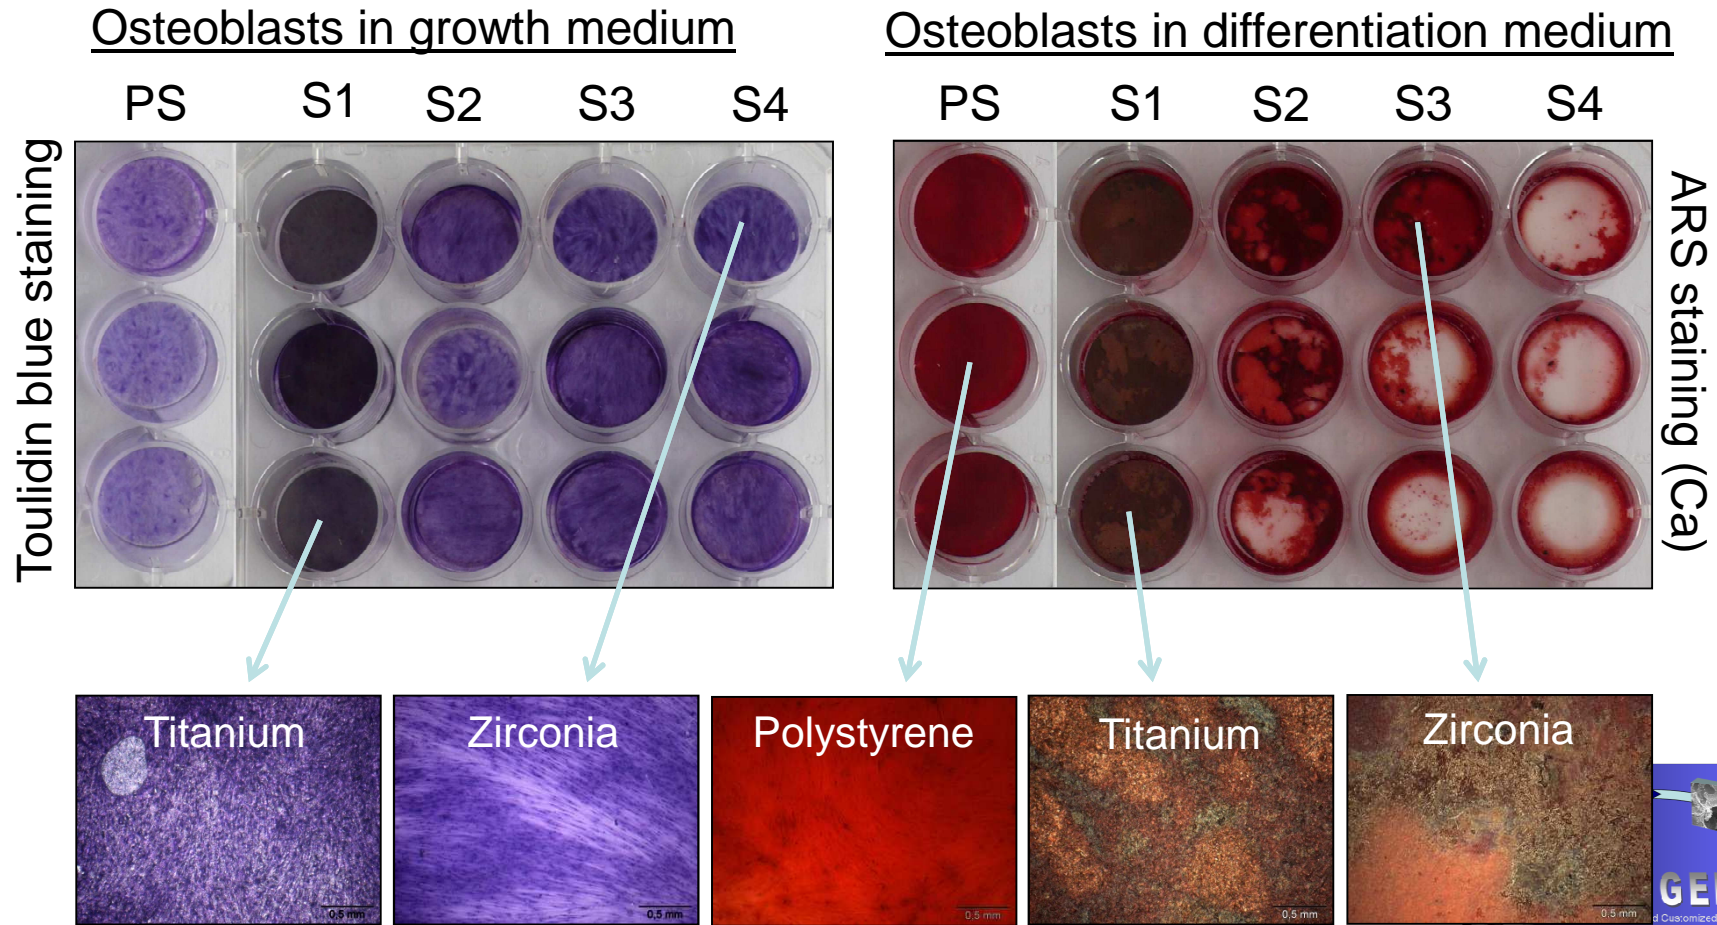 Osteoblasts in growth medium
Osteoblasts in differentiation medium
PS S1 S2 S3 S4
PS S1 S2 S3 S4
Toulidin blue staining
ARS staining (Ca)
Titanium
Zirconia
Polystyrene
Titanium
Zirconia
0,5 mm
0,5 mm
0,5 mm
0,5 mm
0,5 mm
GE
d Customized